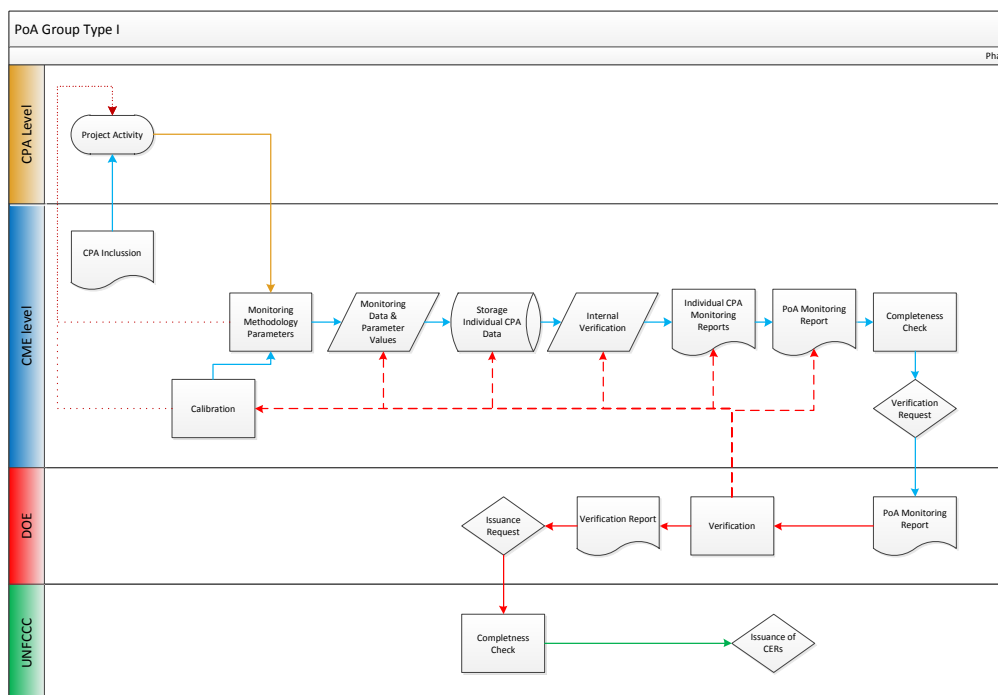 PoA Group Type I
Pha
CPA Level
Project Activity
CME level
CPA Inclussion
Monitoring
Methodology
Parameters
Monitoring
Data &
Parameter
Values
Storage
Individual CPA
Data
Internal
Verification
Individual CPA
Monitoring
Reports
PoA Monitoring
Report
Completeness
Check
Calibration
Verification
Request
DOE
Issuance
Request
Verification Report
Verification
PoA Monitoring
Report
UNFCCC
Completness
Check
Issuance of
CERs